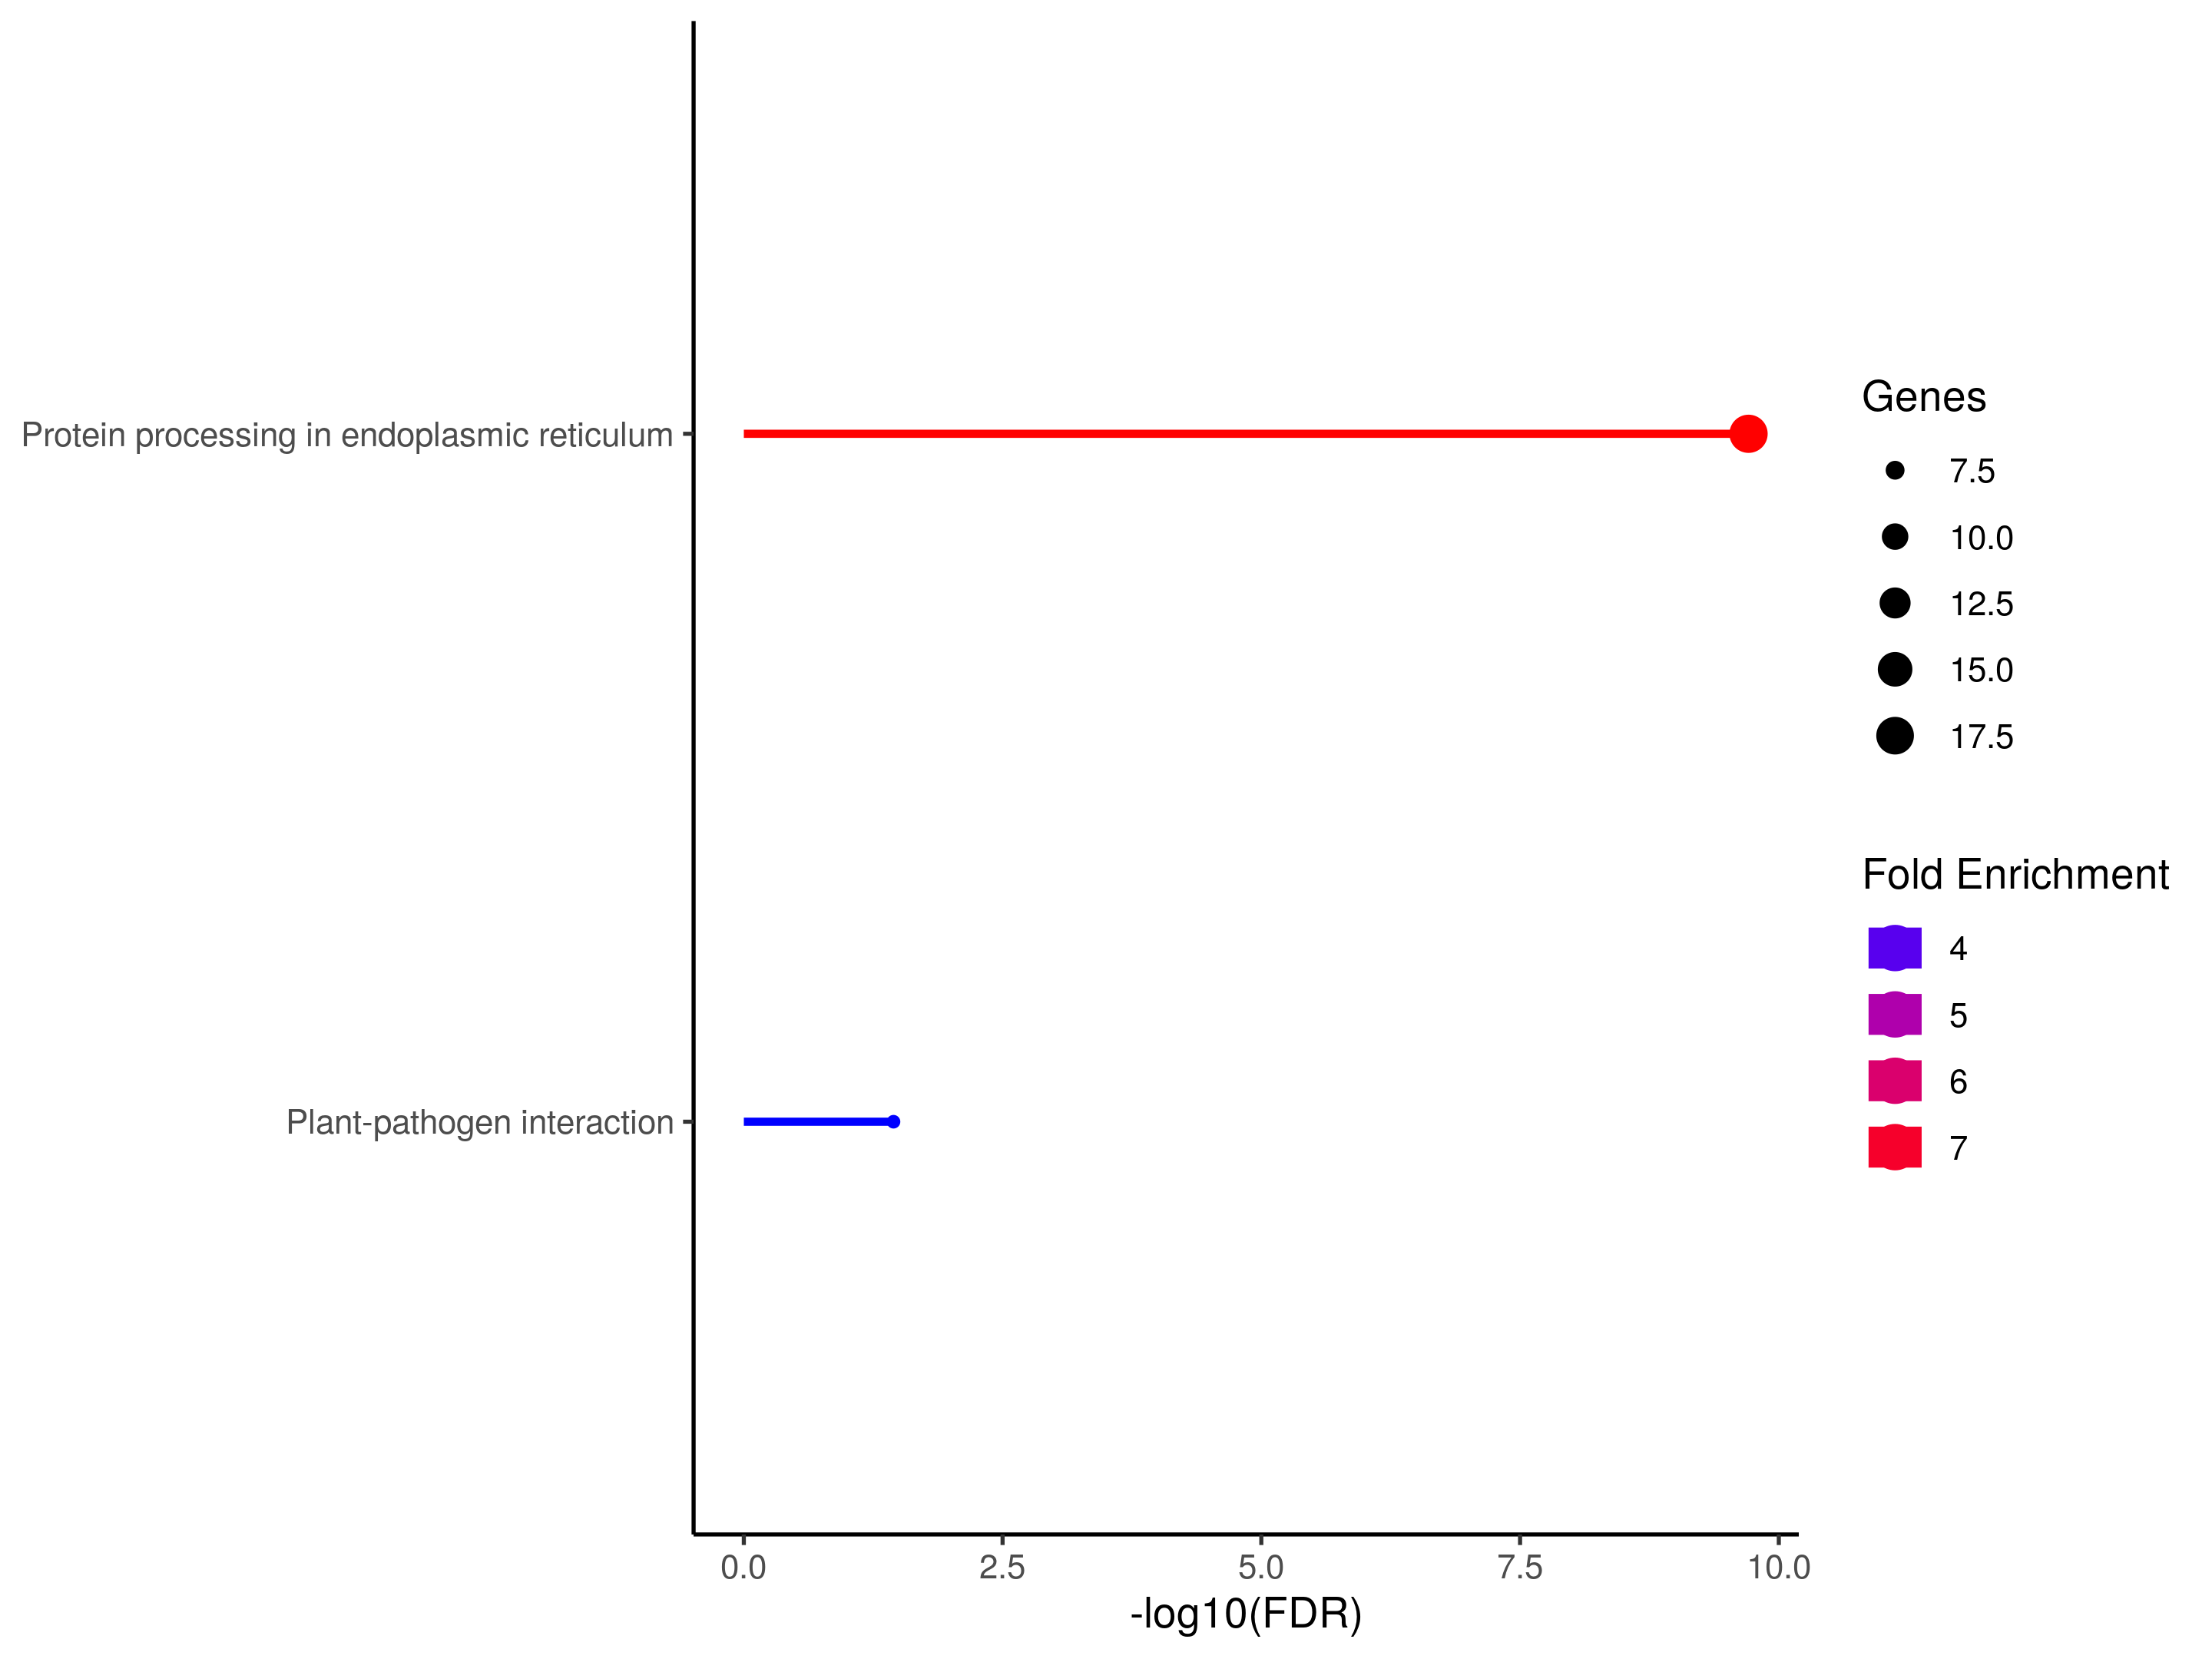 Protein processing in endoplasmic reticulum
Plant-pathogen interaction
0.0
2.5
5.0
7.5
10.0
-log10(FDR)
Genes
7.5
10.0
12.5
15.0
17.5
Fold Enrichment
4
5
6
7